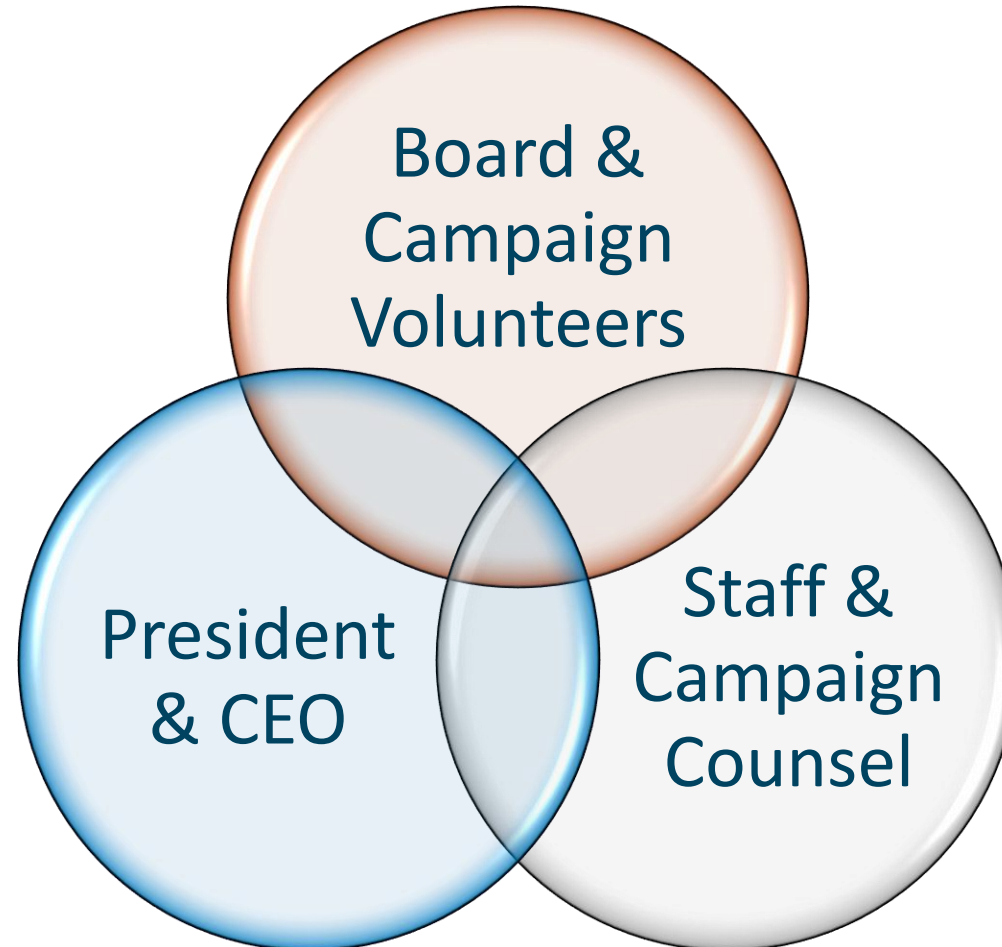 Board &
Campaign
Volunteers
President
& CEO
Staff &
Campaign
Counsel